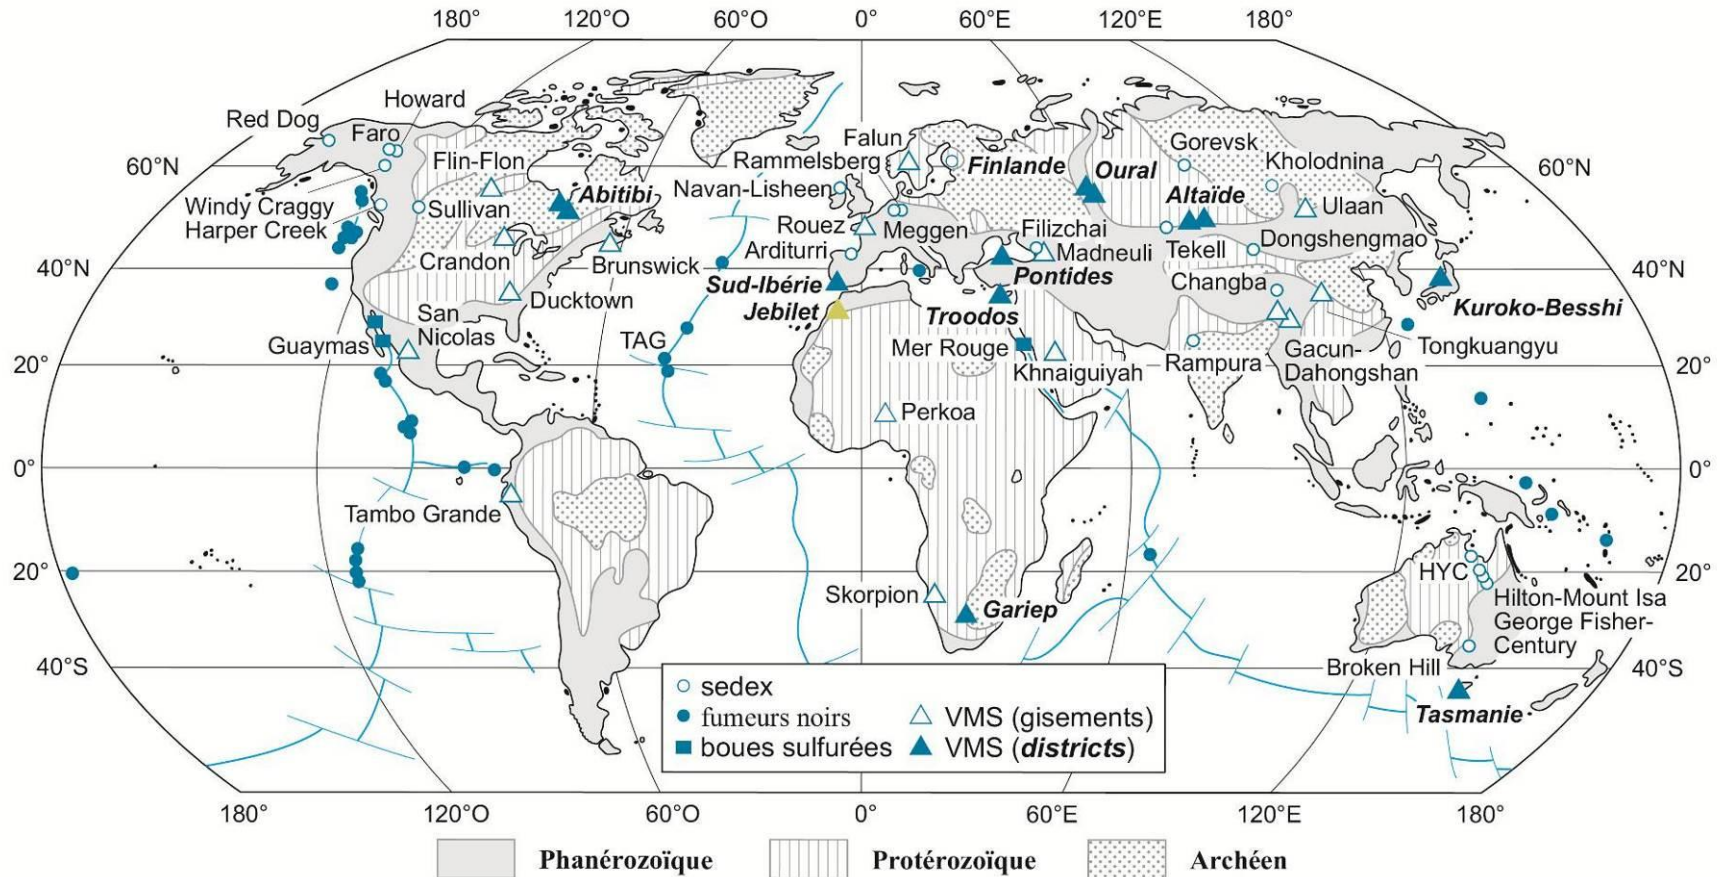 180° 120°O 60°O 0° 60°E 120°E 180°
Howard
Red Dog
Faro
Falun
Gorevsk
Flin-Flon
Rammelsberg
Finlande
Oural
Kholodnina
60°N
60°N
Navan-Lisheen
Abitibi
Altaïde
Windy Craggy
Sullivan
Ulaan
Harper Creek
Rouez
Meggen
Filizchai
Arditurri
Madneuli
Tekell
Dongshengmao
Crandon
Brunswick
40°N
40°N
Pontides
Changba
Sud-Ibérie
Ducktown
Kuroko-Besshi
Jebilet
Troodos
San
Nicolas
TAG
Guaymas
Mer Rouge
Gacun-
Dahongshan
Tongkuangyu
20°
20°
Rampura
Khnaiguiyah
Perkoa
0°
0°
Tambo Grande
20°
HYC
20°
Skorpion
Gariep
Hilton-Mount Isa
George Fisher-
Century
40°S
Broken Hill
40°S
Tasmanie
sedex
fumeurs noirs
VMS (gisements)
boues sulfurées
VMS (districts)
180° 120°O 60°O 0° 60°E 120°E 180°
Phanérozoïque Protérozoïque Archéen